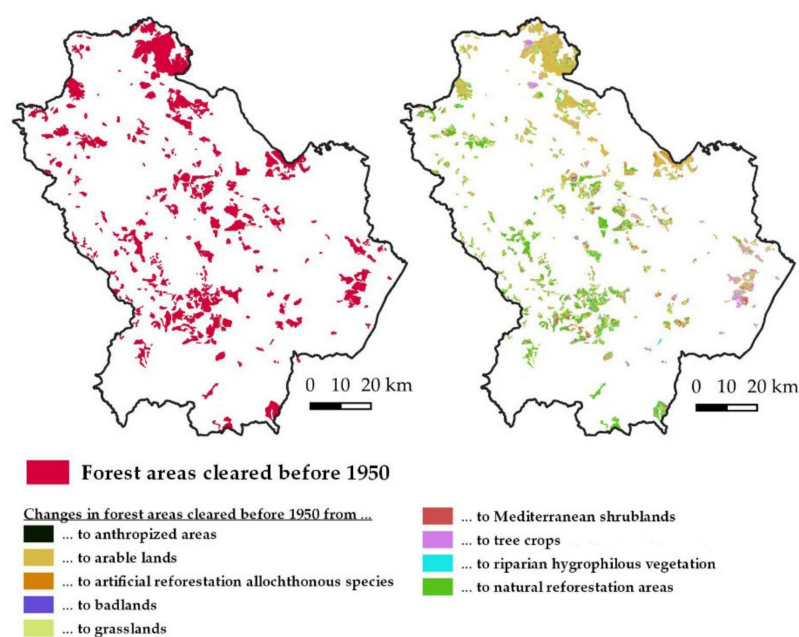 0 10 20 km
0 10 20 km
Forest areas cleared before 1950
Changes in forest areas cleared before 1950 from ...
... to anthropized areas
... to arable lands
... to artificial reforestation allochthonous species
... to badlands
... to grasslands
... to Mediterranean shrublands
... to tree crops
... to riparian hygrophilous vegetation
... to natural reforestation areas